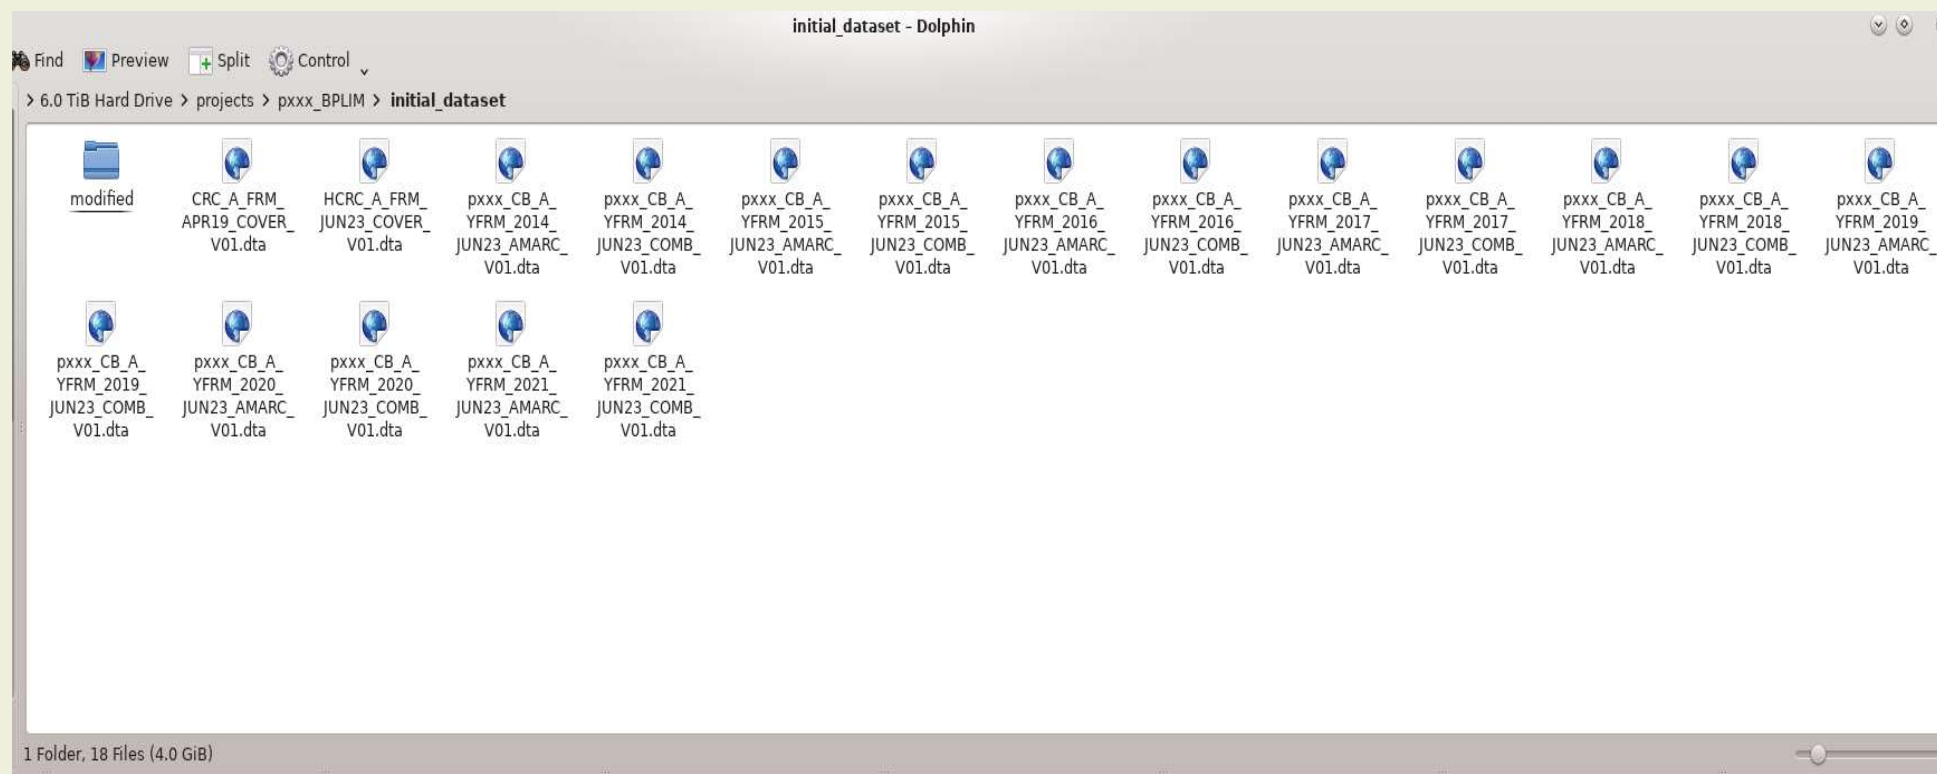 initial_dataset - Dolphin
Find Preview Split Control
> 6.0 TiB Hard Drive > projects > pxxx_BPLIM > initial_dataset
modified
CRC_A_FRM_
APR19_COVER_
V01.dta
HCRC_A_FRM_
JUN23_COVER_
V01.dta
pxxx_CB_A_
YFRM_2014_
JUN23_AMARC_
V01.dta
pxxx_CB_A_
YFRM_2014_
JUN23_COMB_
V01.dta
pxxx_CB_A_
YFRM_2015_
JUN23_AMARC_
V01.dta
pxxx_CB_A_
YFRM_2015_
JUN23_COMB_
V01.dta
pxxx_CB_A_
YFRM_2016_
JUN23_AMARC_
V01.dta
pxxx_CB_A_
YFRM_2016_
JUN23_COMB_
V01.dta
pxxx_CB_A_
YFRM_2017_
JUN23_AMARC_
V01.dta
pxxx_CB_A_
YFRM_2017_
JUN23_COMB_
V01.dta
pxxx_CB_A_
YFRM_2018_
JUN23_AMARC_
V01.dta
pxxx_CB_A_
YFRM_2018_
JUN23_COMB_
V01.dta
pxxx_CB_A_
YFRM_2019_
JUN23_AMARC_
V01.dta
pxxx_CB_A_
YFRM_2019_
JUN23_COMB_
V01.dta
pxxx_CB_A_
YFRM_2020_
JUN23_AMARC_
V01.dta
pxxx_CB_A_
YFRM_2020_
JUN23_COMB_
V01.dta
pxxx_CB_A_
YFRM_2021_
JUN23_AMARC_
V01.dta
pxxx_CB_A_
YFRM_2021_
JUN23_COMB_
V01.dta
1 Folder, 18 Files (4.0 GiB)